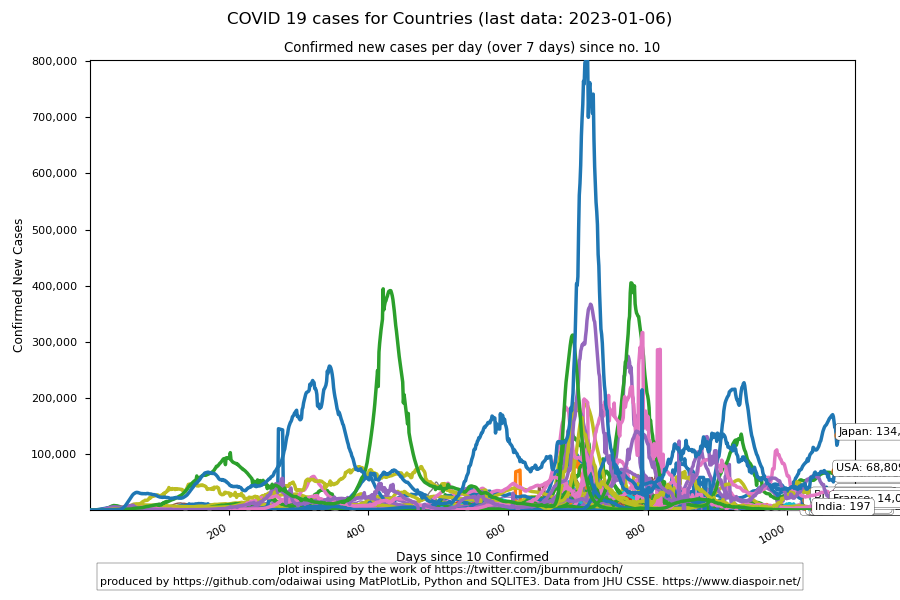 COVID 19 cases for Countries (last data: 2023-01-06)
Confirmed new cases per day (over 7 days) since no. 10
800,000
700,000
600,000
500,000
400,000
300,000
200,000
100,000
Confirmed New Cases
Japan: 134,
USA: 68,809
France: 14,0
India: 197
200
400
600
800
1000
Days since 10 Confirmed
plot inspired by the work of https://twitter.com/jburnmurdoch/
produced by https://github.com/odaiwai using MatPlotLib, Python and SQLITE3. Data from JHU CSSE. https://www.diaspoir.net/